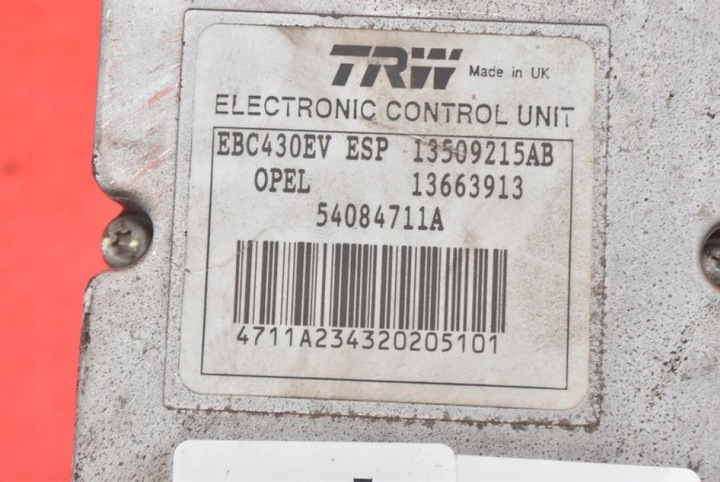 TRW Made in UK
ELECTRONIC CONTROL UNIT
EBC430EV ESP 13509215AB
OPEL 13663913
54084711A
4711A234320205101